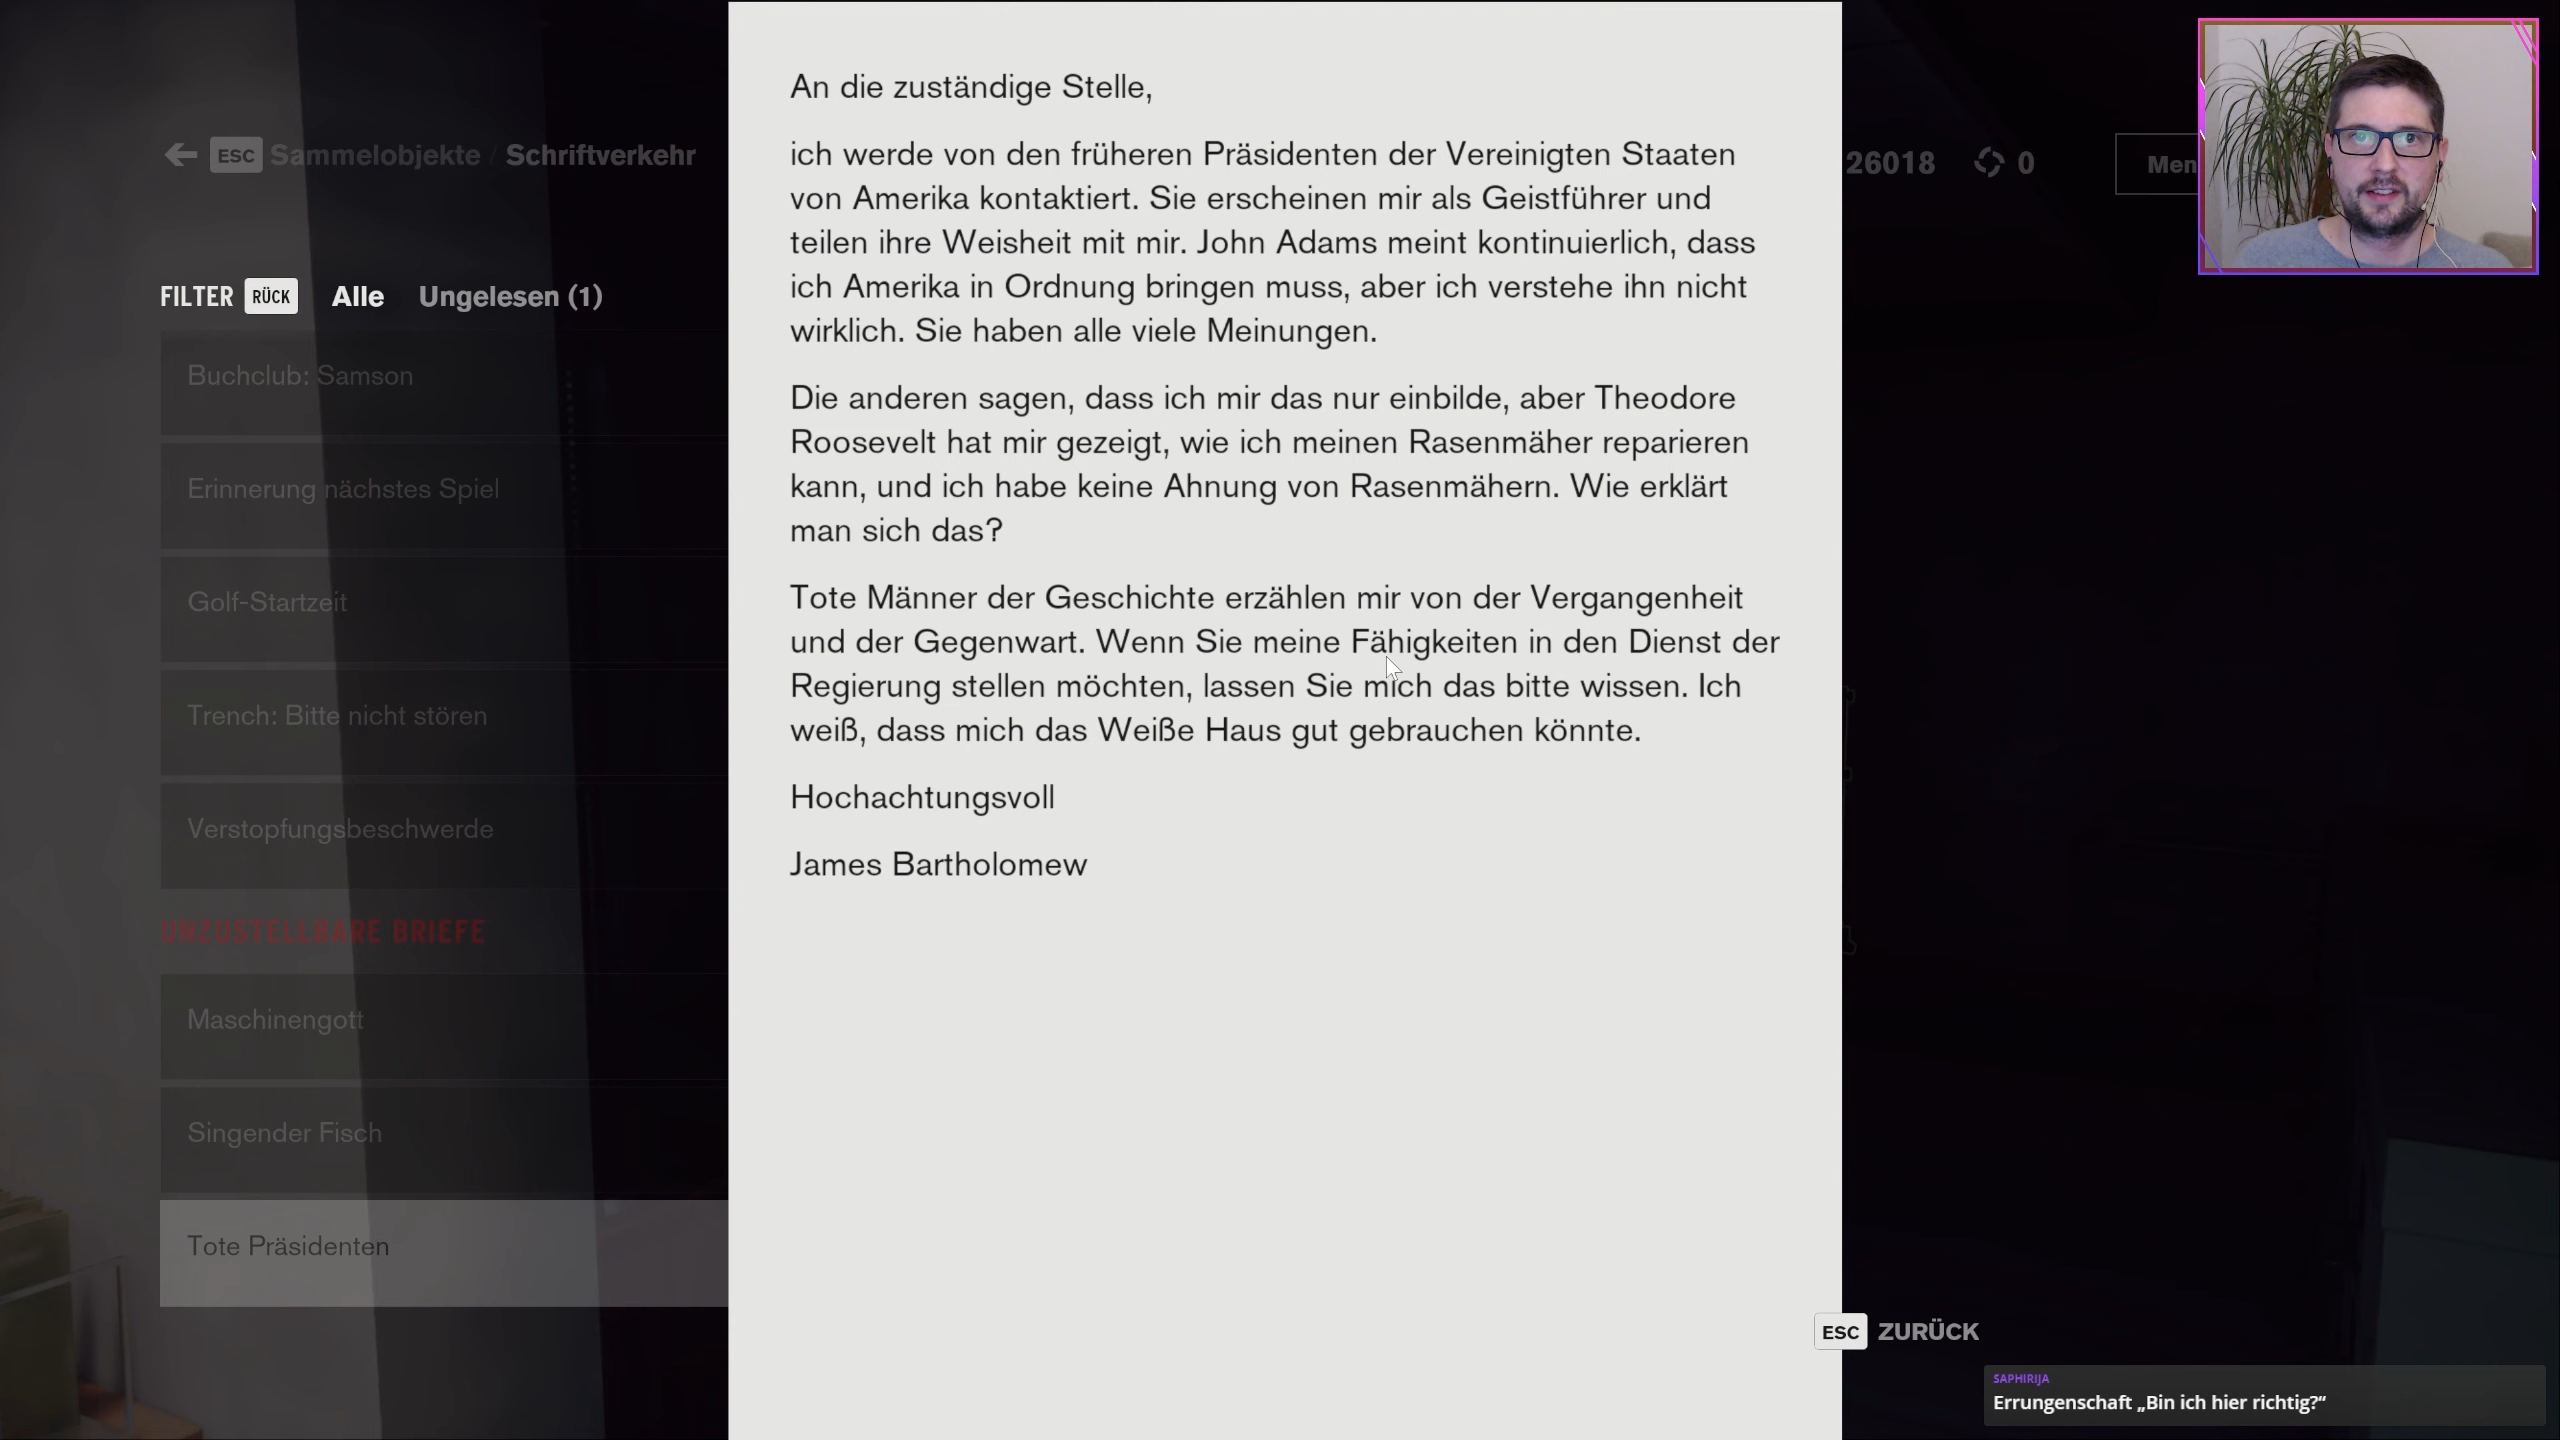 ESC Sammelobjekte / Schriftverkehr
FILTER RÜCK Alle Ungelesen (1)
Buchclub: Samson
Erinnerung nächstes Spiel
Golf-Startzeit
Trench: Bitte nicht stören
Verstopfungsbeschwerde
UNZUSTELLBARE BRIEFE
Maschinengott
Singender Fisch
Tote Präsidenten
An die zuständige Stelle,
ich werde von den früheren Präsidenten der Vereinigten Staaten
von Amerika kontaktiert. Sie erscheinen mir als Geistführer und
teilen ihre Weisheit mit mir. John Adams meint kontinuierlich, dass
ich Amerika in Ordnung bringen muss, aber ich verstehe ihn nicht
wirklich. Sie haben alle viele Meinungen.
Die anderen sagen, dass ich mir das nur einbilde, aber Theodore
Roosevelt hat mir gezeigt, wie ich meinen Rasenmäher reparieren
kann, und ich habe keine Ahnung von Rasenmähern. Wie erklärt
man sich das?
Tote Männer der Geschichte erzählen mir von der Vergangenheit
und der Gegenwart. Wenn Sie meine Fähigkeiten in den Dienst der
Regierung stellen möchten, lassen Sie mich das bitte wissen. Ich
weiß, dass mich das Weiße Haus gut gebrauchen könnte.
Hochachtungsvoll
James Bartholomew
26018 0
Men
ESC ZURÜCK
SAPHIRIJA
Errungenschaft „Bin ich hier richtig?“